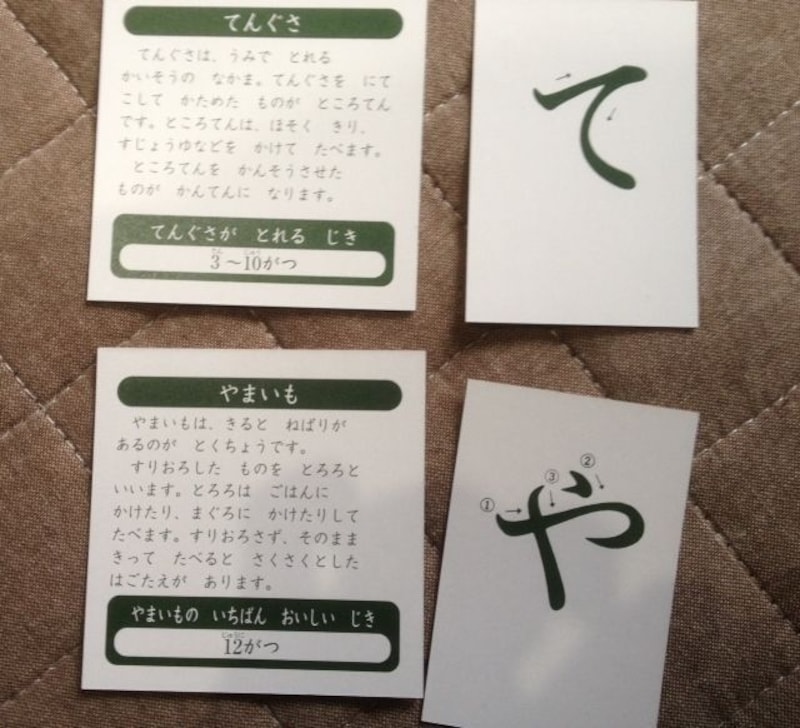 てんぐさ
てんぐさは、うみで とれる
かいそうの なかま。てんぐさを にて
こして かためた ものが ところてん
です。ところてんは、ほそく きり、
すじょうゆなどを かけて たべます。
ところてんを かんそうさせた
ものが かんてんに なります。
てんぐさが とれる じき
3～10がつ
て
やまいも
やまいもは、きると ねばりが
あるのが とくちょうです。
すりおろした ものを とろろと
いいます。とろろは ごはんに
かけたり、まぐろに かけたりして
たべます。すりおろさず、そのまま
きって たべると さくさくとした
はごたえが あります。
やまいもの いちばん おいしい じき
じゅうに
12がつ
① ② ③
や